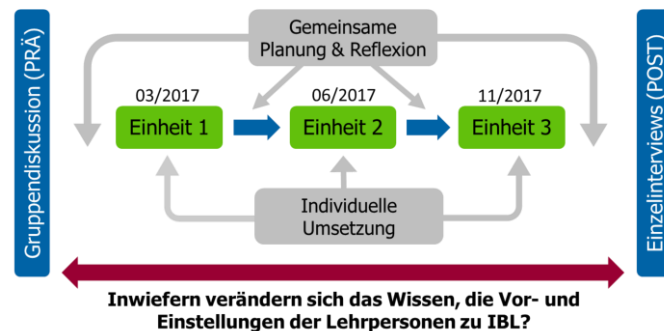 Gruppendiskussion (PRÄ)
Gemeinsame
Planung & Reflexion
03/2017
06/2017
11/2017
Einheit 1
Einheit 2
Einheit 3
Individuelle
Umsetzung
Einzelinterviews (POST)
Inwiefern verändern sich das Wissen, die Vor- und
Einstellungen der Lehrpersonen zu IBL?